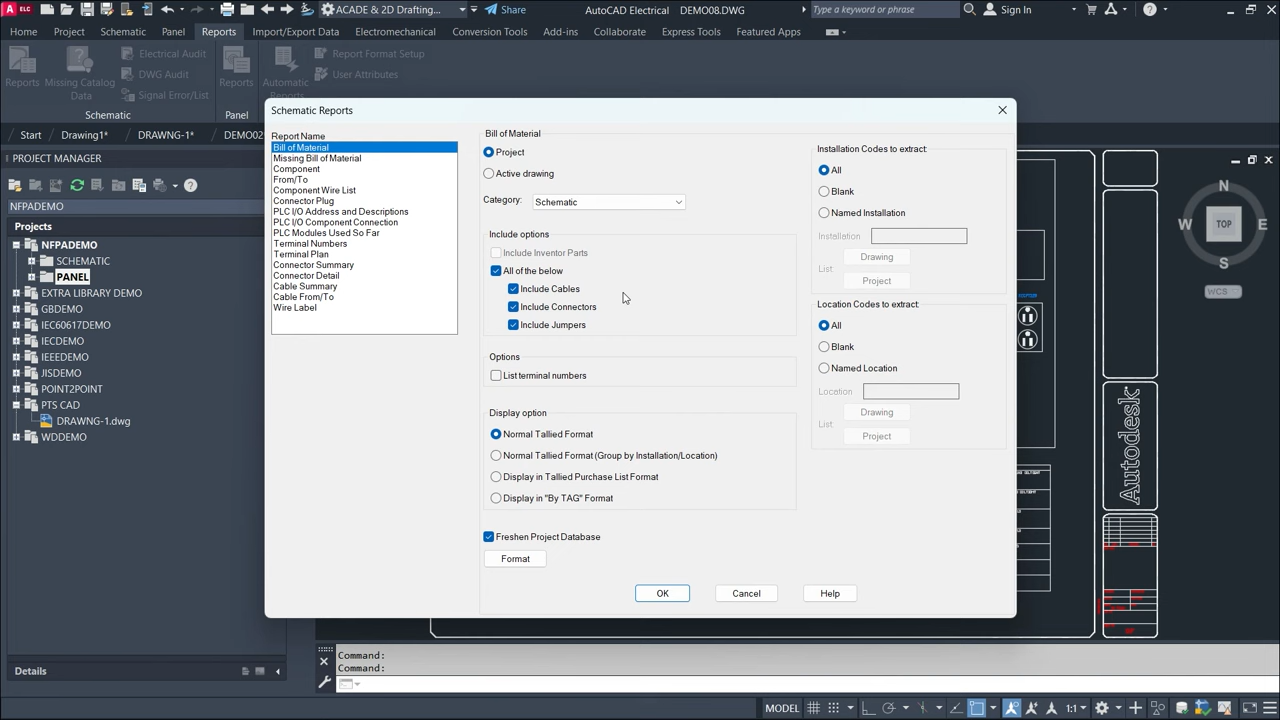 ACADE & 2D Drafting...
Share
AutoCAD Electrical
DEMO08.DWG
Type a keyword or phrase
Sign In
ECL
Home
Project
Schematic
Panel
Reports
Import/Export Data
Electromechanical
Conversion Tools
Add-ins
Collaborate
Express Tools
Featured Apps
Reports
Missing Catalog
Data
Electrical Audit
DWG Audit
Signal Error/List
Schematic
Reports
Panel
Automatic
Reports
Report Format Setup
User Attributes
Start
Drawing1*
DRAWNG-1*
DEMO02
PROJECT MANAGER
NFPADEMO
Projects
NFPADEMO
SCHEMATIC
PANEL
EXTRA LIBRARY DEMO
GBDEMO
IEC60617DEMO
IECDEMO
IEEEDEMO
JISDEMO
POINT2POINT
PTS CAD
DRAWNG-1.dwg
WDDEMO
Details
Schematic Reports
Report Name
Bill of Material
Missing Bill of Material
Component
From/To
Component Wire List
Connector Plug
PLC I/O Address and Descriptions
PLC I/O Component Connection
PLC Modules Used So Far
Terminal Numbers
Terminal Plan
Connector Summary
Connector Detail
Cable Summary
Cable From/To
Wire Label
Bill of Material
Project
Active drawing
Category:
Schematic
Include options
Include Inventor Parts
All of the below
Include Cables
Include Connectors
Include Jumpers
Options
List terminal numbers
Display option
Normal Tallied Format
Normal Tallied Format (Group by Installation/Location)
Display in Tallied Purchase List Format
Display in "By TAG" Format
Freshen Project Database
Format
Installation Codes to extract:
All
Blank
Named Installation
Installation
Drawing
List:
Project
Location Codes to extract:
All
Blank
Named Location
Location
Drawing
List:
Project
OK
Cancel
Help
N
W
TOP
E
S
WCS
Autodesk
Command:
Command:
MODEL
1:1